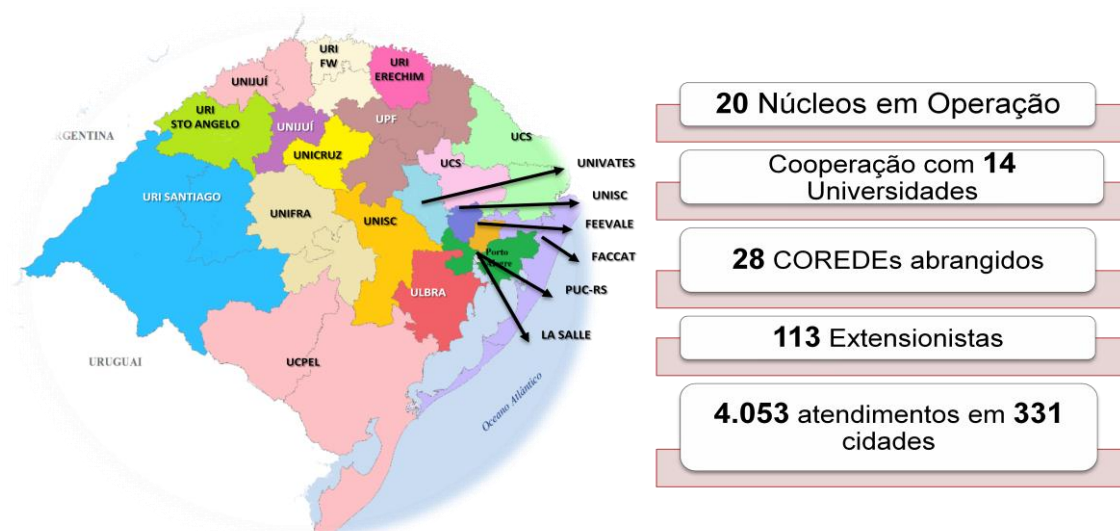 URI
FW
URI
ERECHIM
UNIJUÍ
URI
STO ANGELO
UNIJUÍ
UPF
UCS
RGENTINA
UNICRUZ
UCS
UNIVATES
URI SANTIAGO
UNISC
UNIFRA
UNISC
FEEVALE
FACCAT
Porto
ULBRA
PUC-RS
LA SALLE
URUGUAI
UCPEL
Oceano Atlântico
20 Núcleos em Operação
Cooperação com 14
Universidades
28 COREDEs abrangidos
113 Extensionistas
4.053 atendimentos em 331
cidades